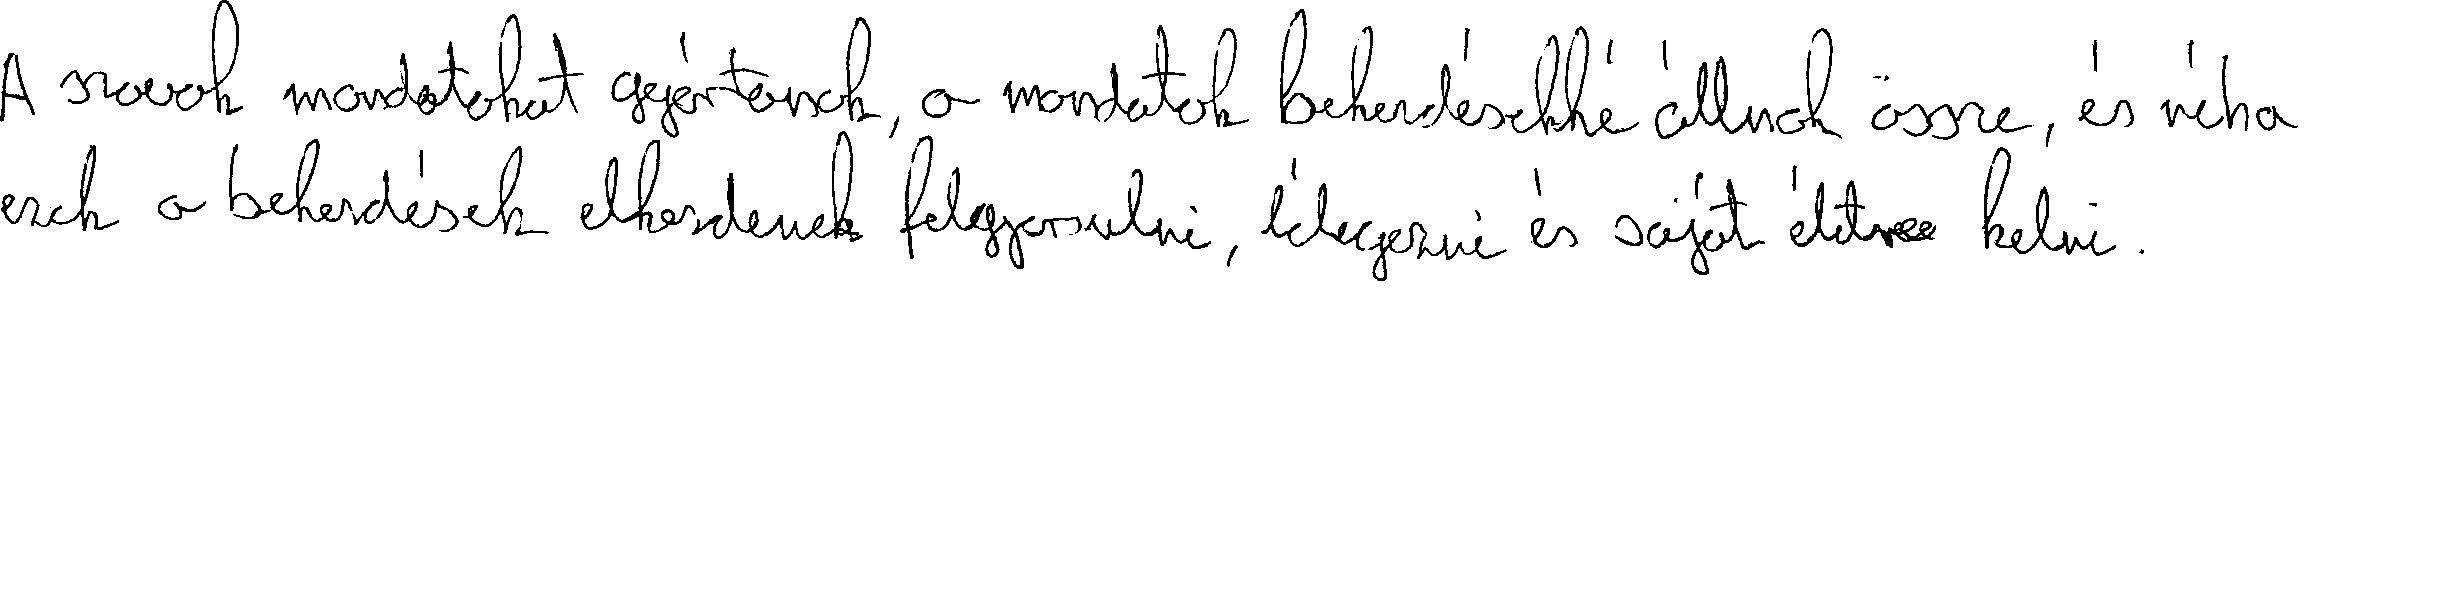 A szavak mondatokat gyártanak, a mondatok bekezdésekké állnak össze, és néha
ezek a bekezdések elkezdenek felgyorsulni, lélegezni és saját életre kelni.